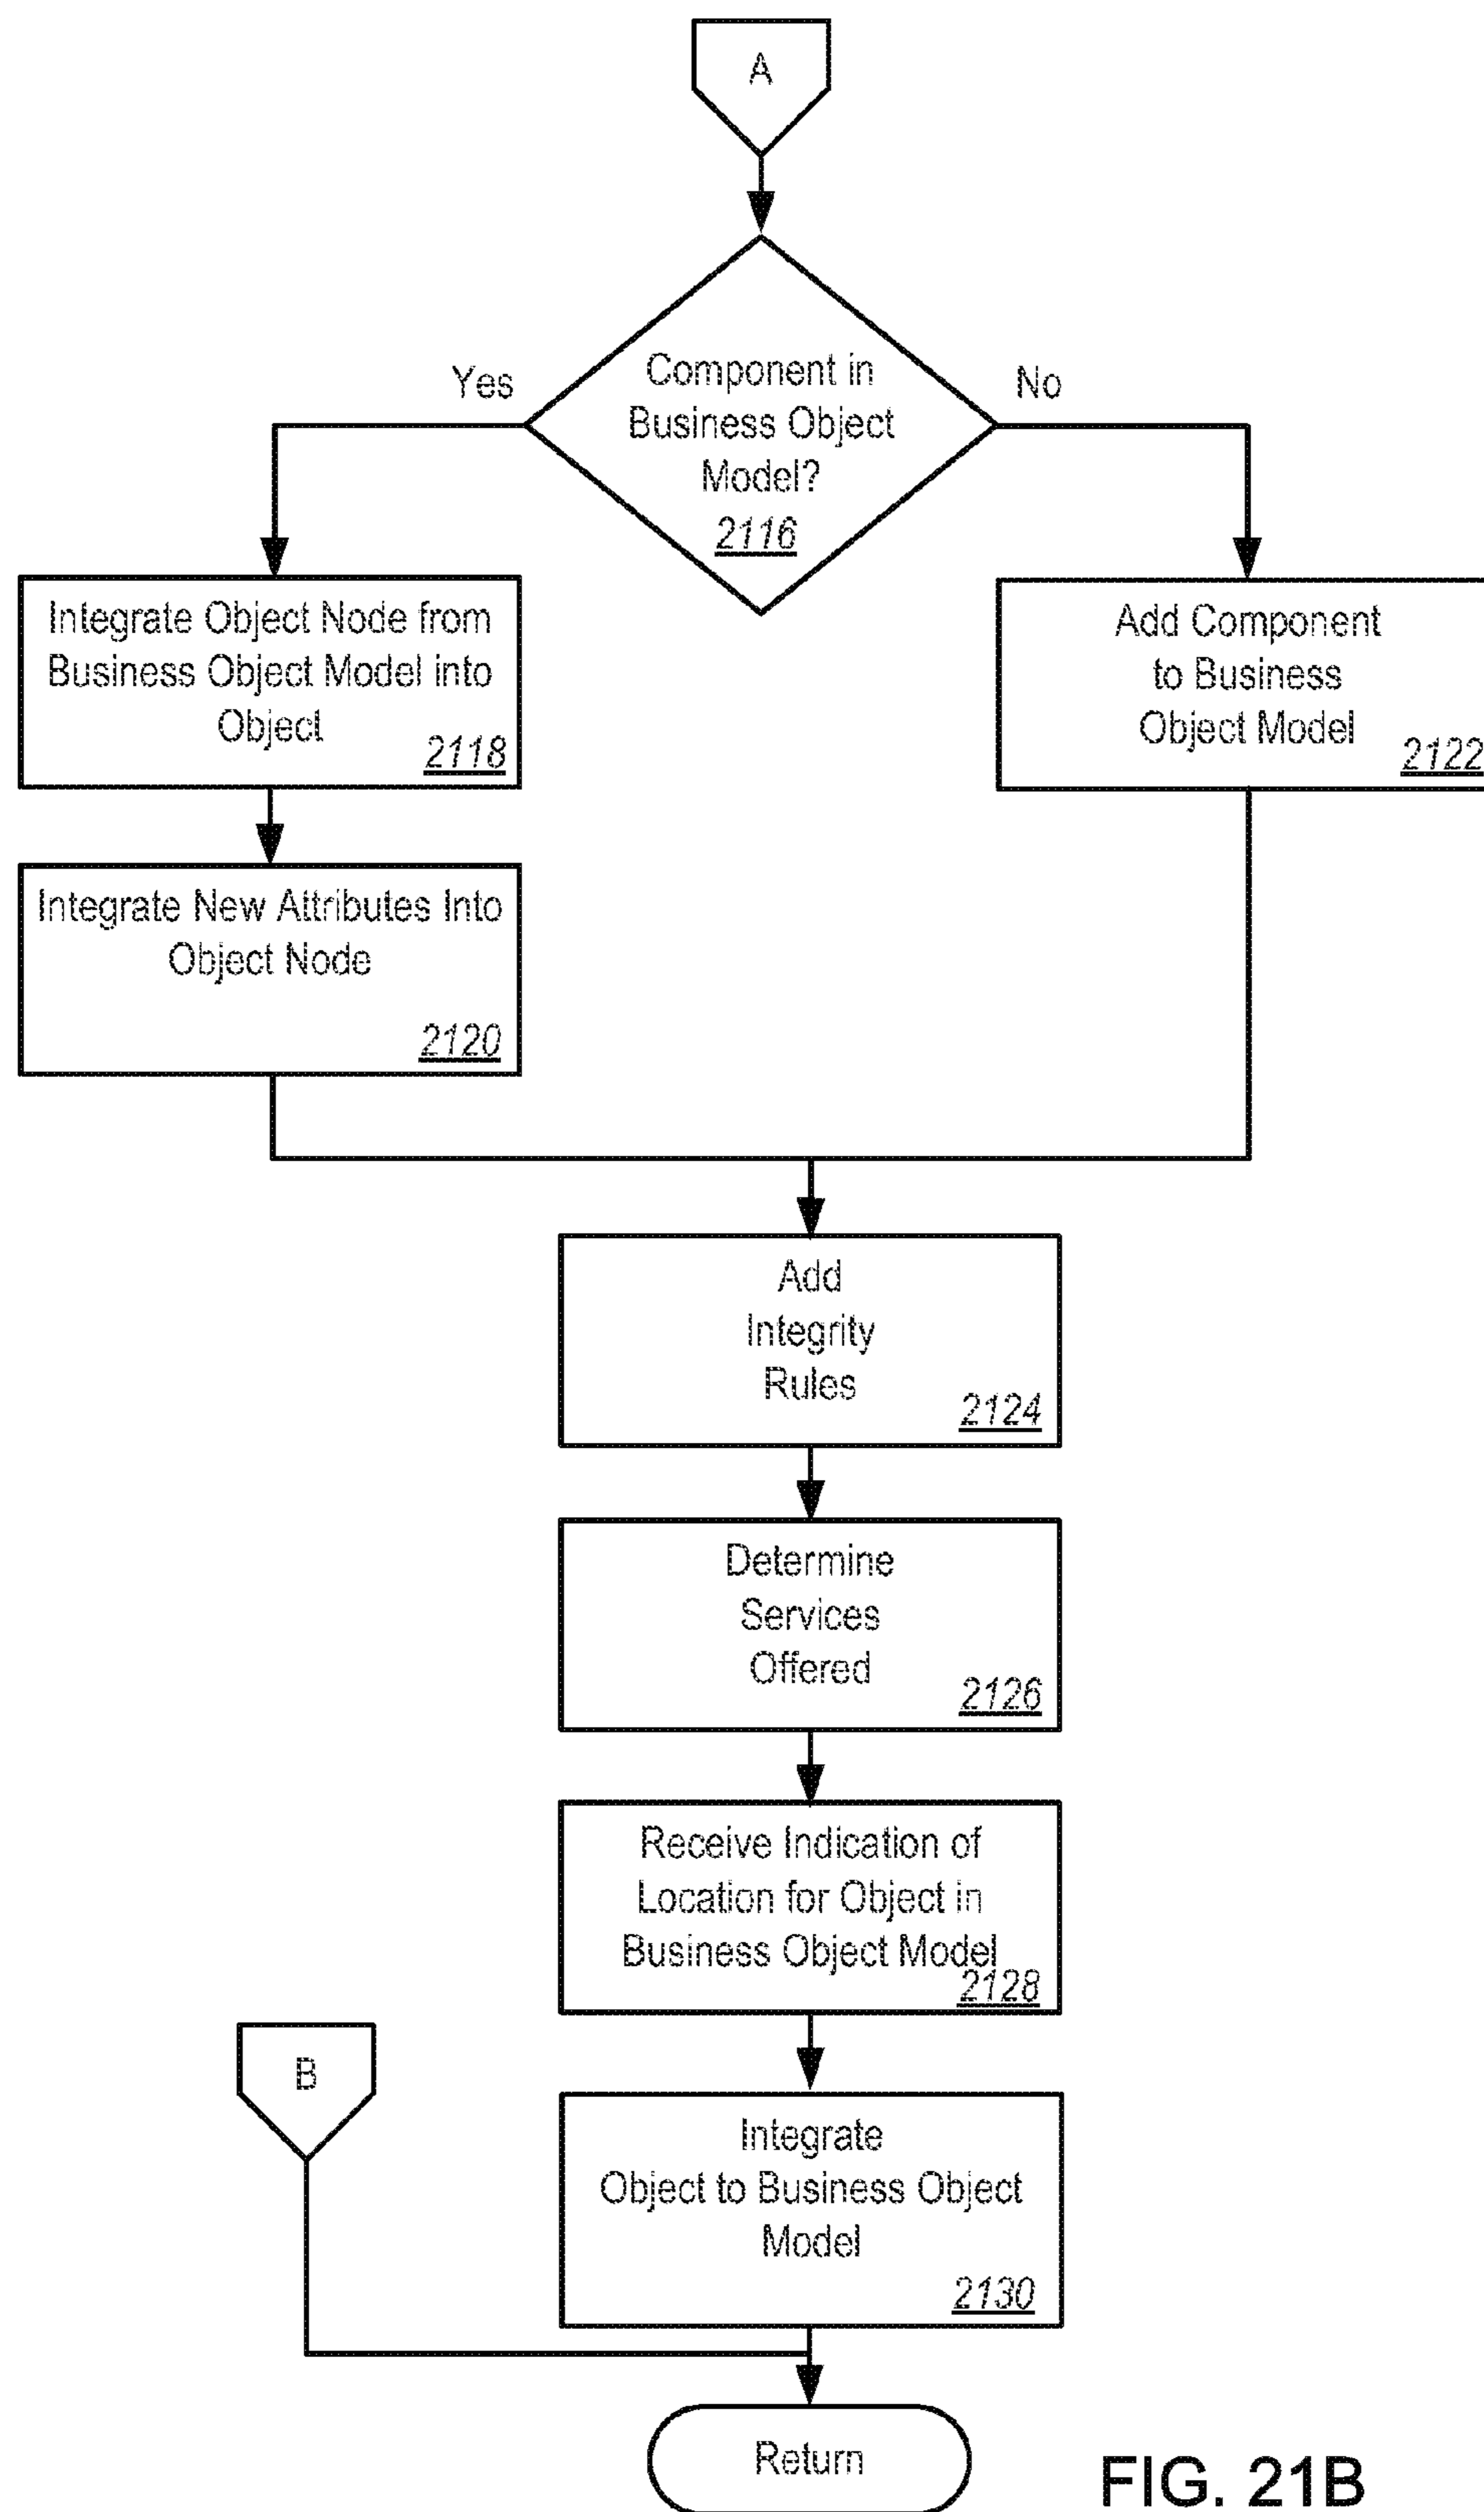 A
Yes
Component in
Business Object
Model?
2116
No
Integrate Object Node from
Business Object Model into
Object
2118
Add Component
to Business
Object Model
2122
Integrate New Attributes Into
Object Node
2120
Add
Integrity
Rules
2124
Determine
Services
Offered
2126
Receive Indication of
Location for Object in
Business Object Model
2128
B
Integrate
Object to Business Object
Model
2130
Return
FIG. 21B